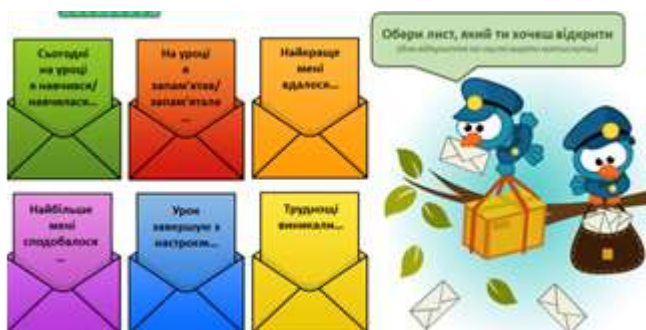 Сьогодні
на уроці
я навчився/
навчилася...
На уроці
я
запам'ятав/
запам'ятала
...
Найкраще
мені
вдалося...
Обери лист, який ти хочеш відкрити
Найбільше
мені
сподобалося
...
Урок
завершую з
настроєм...
Труднощі
виникали...